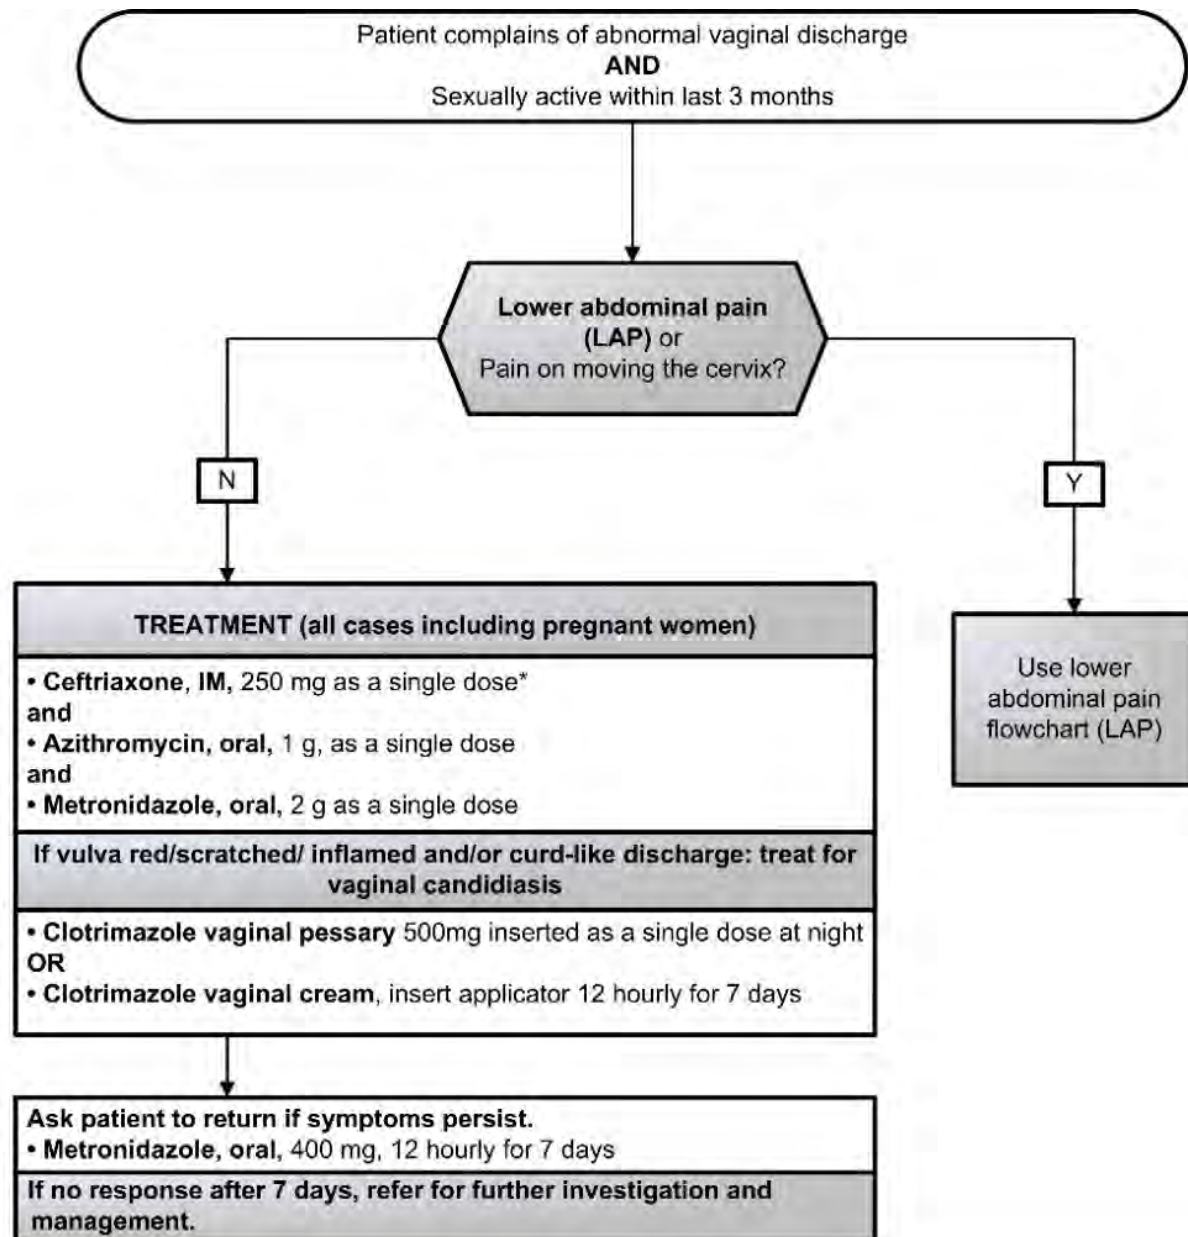 Patient complains of abnormal vaginal discharge
AND
Sexually active within last 3 months
Lower abdominal pain
(LAP) or
Pain on moving the cervix?
N
Y
TREATMENT (all cases including pregnant women)
• Ceftriaxone, IM, 250 mg as a single dose*
and
• Azithromycin, oral, 1 g, as a single dose
and
• Metronidazole, oral, 2 g as a single dose
If vulva red/scratched/ inflamed and/or curd-like discharge: treat for
vaginal candidiasis
• Clotrimazole vaginal pessary 500mg inserted as a single dose at night
OR
• Clotrimazole vaginal cream, insert applicator 12 hourly for 7 days
Use lower
abdominal pain
flowchart (LAP)
Ask patient to return if symptoms persist.
• Metronidazole, oral, 400 mg, 12 hourly for 7 days
If no response after 7 days, refer for further investigation and
management.